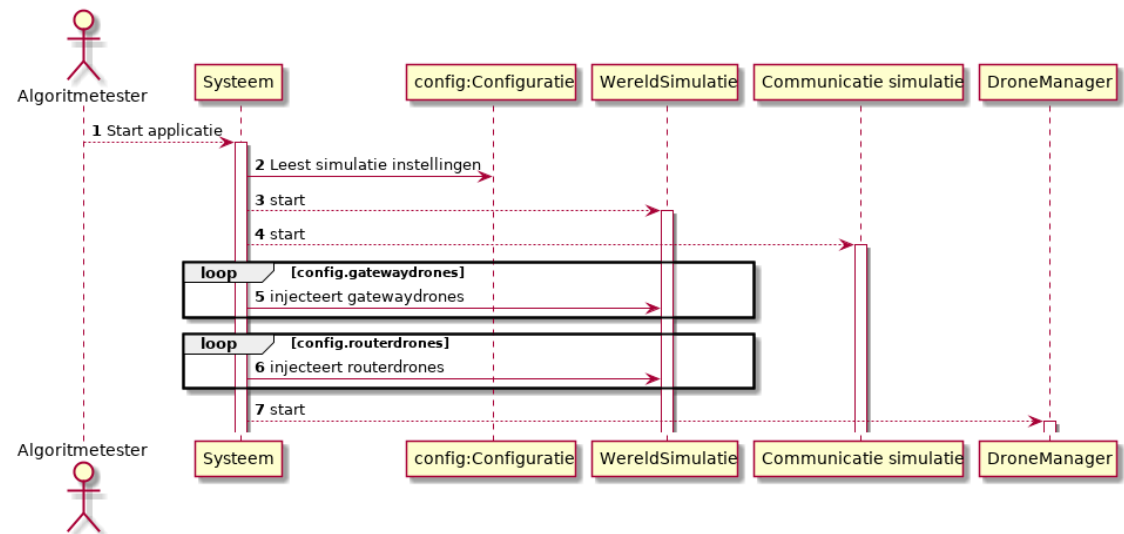 Algoritmetester
Systeem
config:Configuratie
WereldSimulatie
Communicatie simulatie
DroneManager
1 Start applicatie
2 Leest simulatie instellingen
3 start
4 start
loop [config.gatewaydrones]
5 injecteert gatewaydrones
loop [config.routerdrones]
6 injecteert routerdrones
7 start
Algoritmetester
Systeem
config:Configuratie
WereldSimulatie
Communicatie simulatie
DroneManager